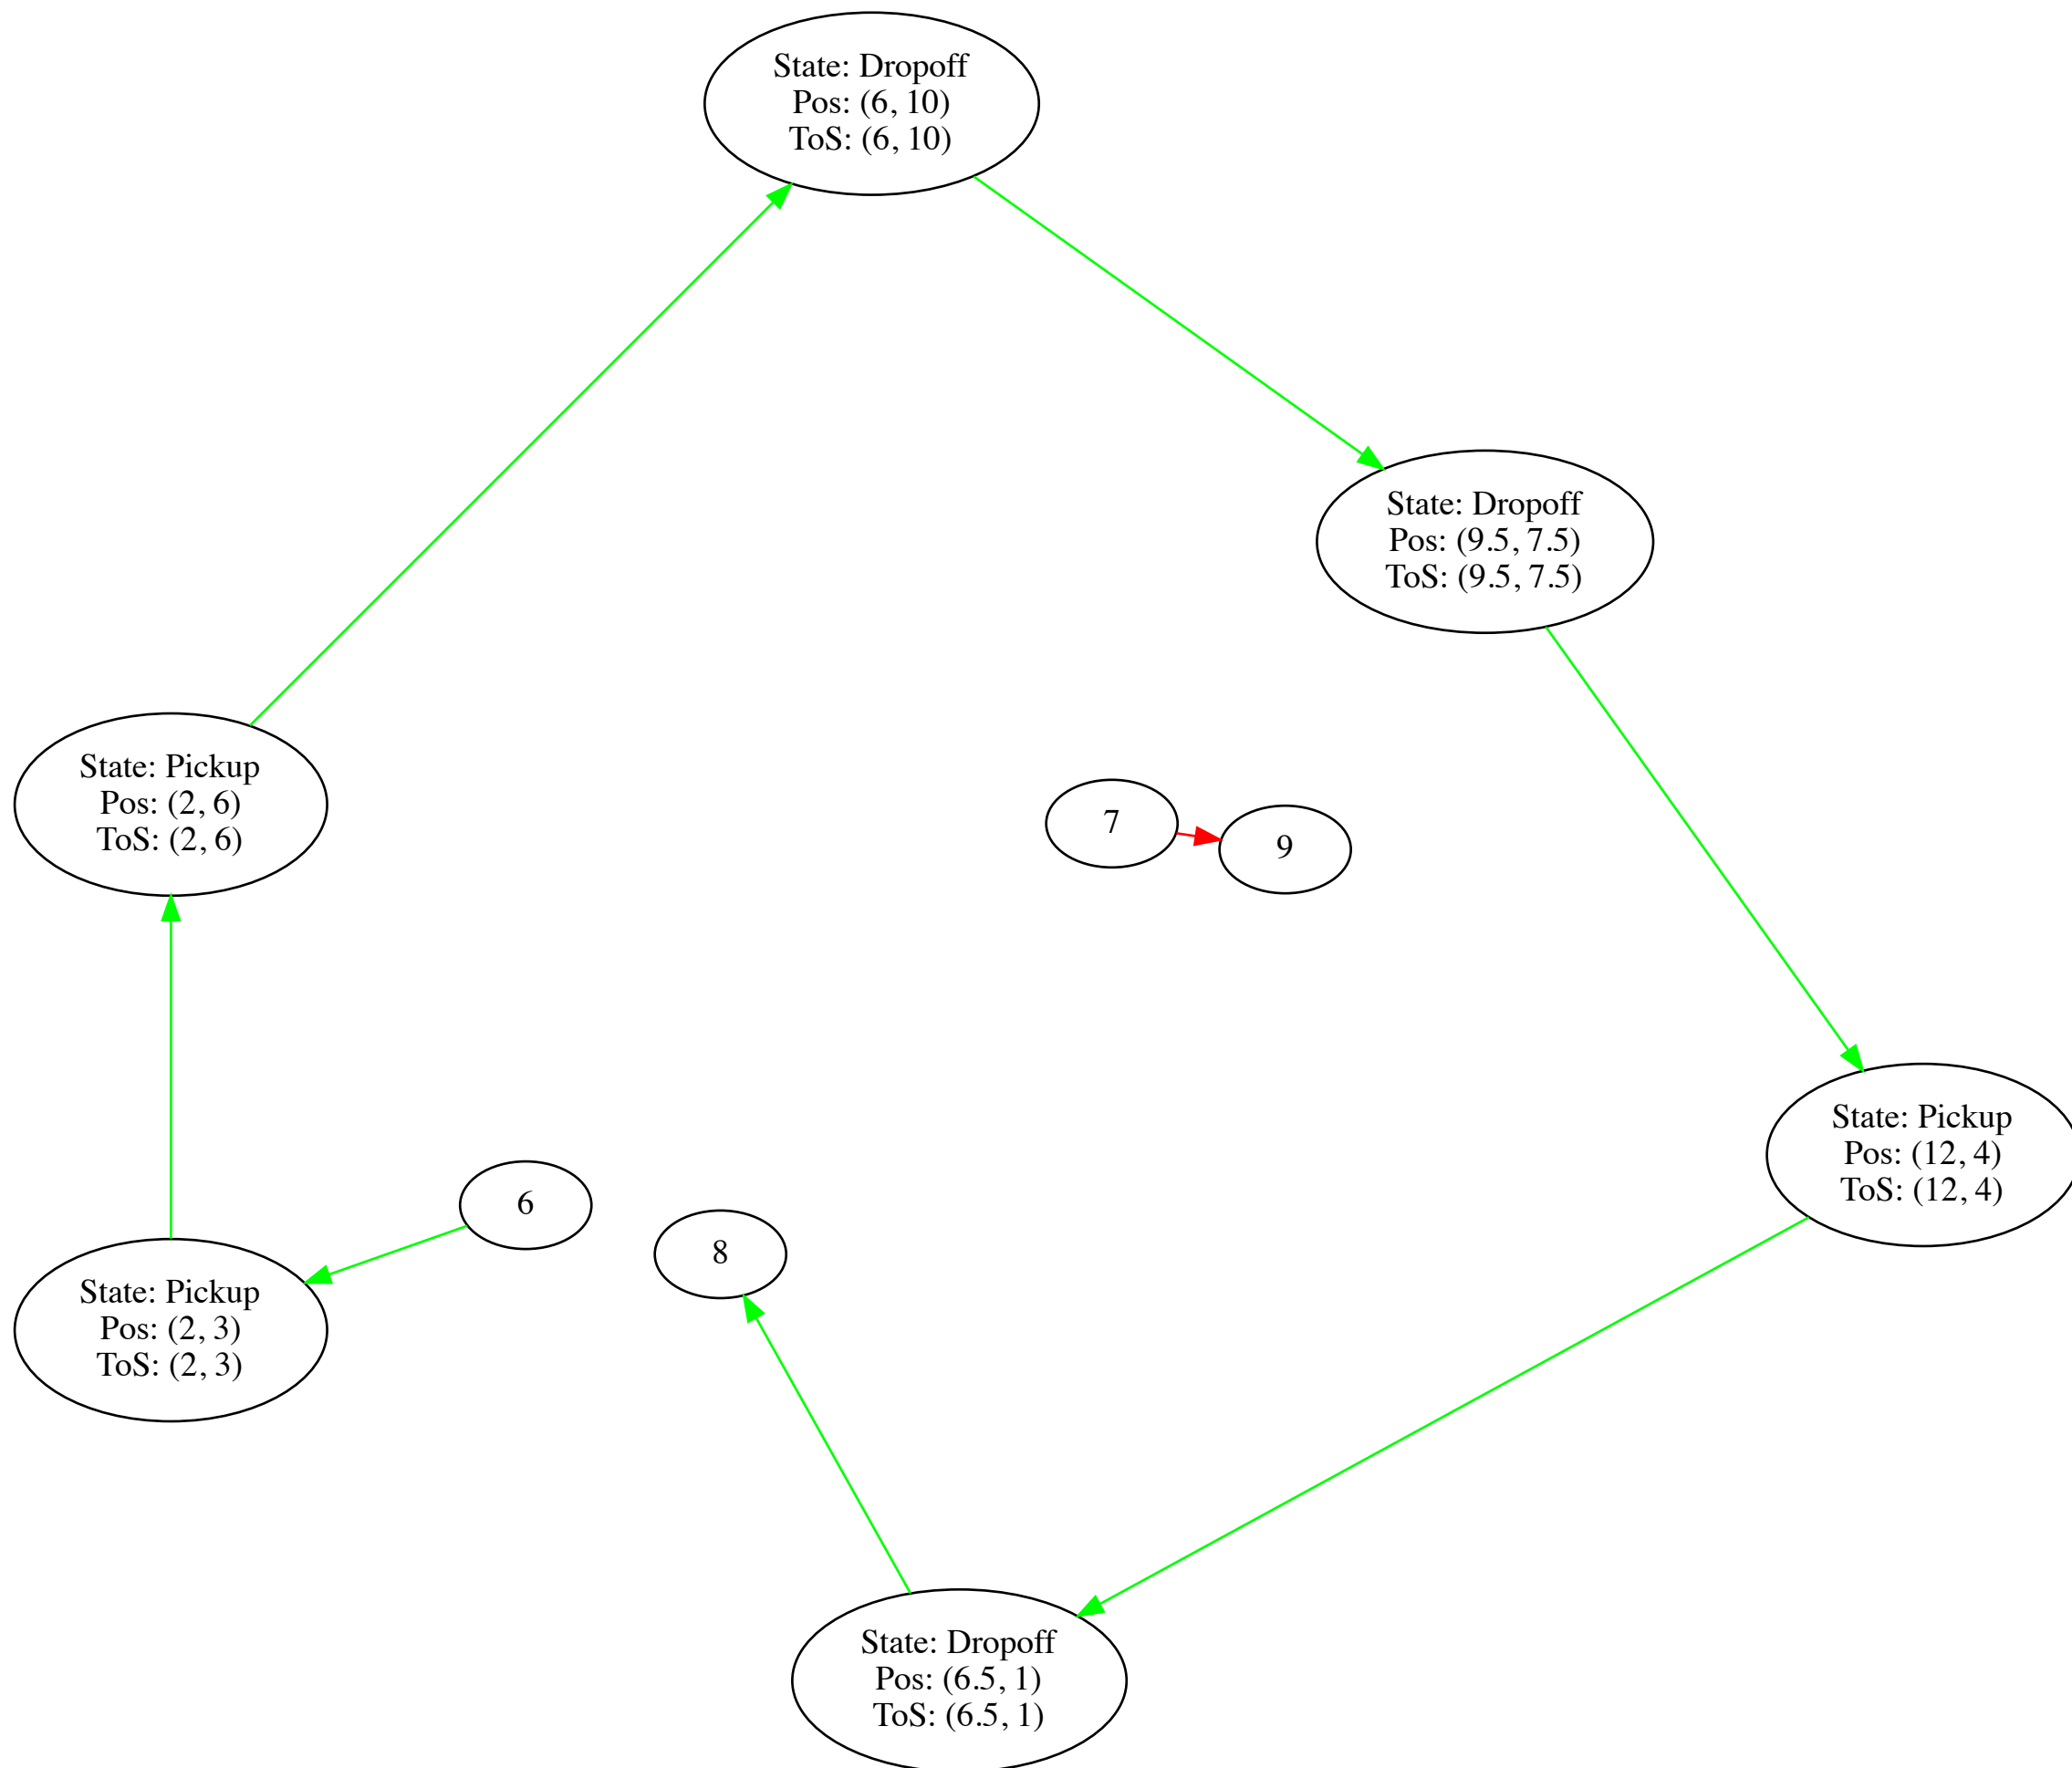 State: Dropoff
Pos: (6, 10)
ToS: (6, 10)
State: Dropoff
Pos: (9.5, 7.5)
ToS: (9.5, 7.5)
State: Pickup
Pos: (2, 6)
ToS: (2, 6)
7
9
State: Pickup
Pos: (12, 4)
ToS: (12, 4)
6
8
State: Pickup
Pos: (2, 3)
ToS: (2, 3)
State: Dropoff
Pos: (6.5, 1)
ToS: (6.5, 1)